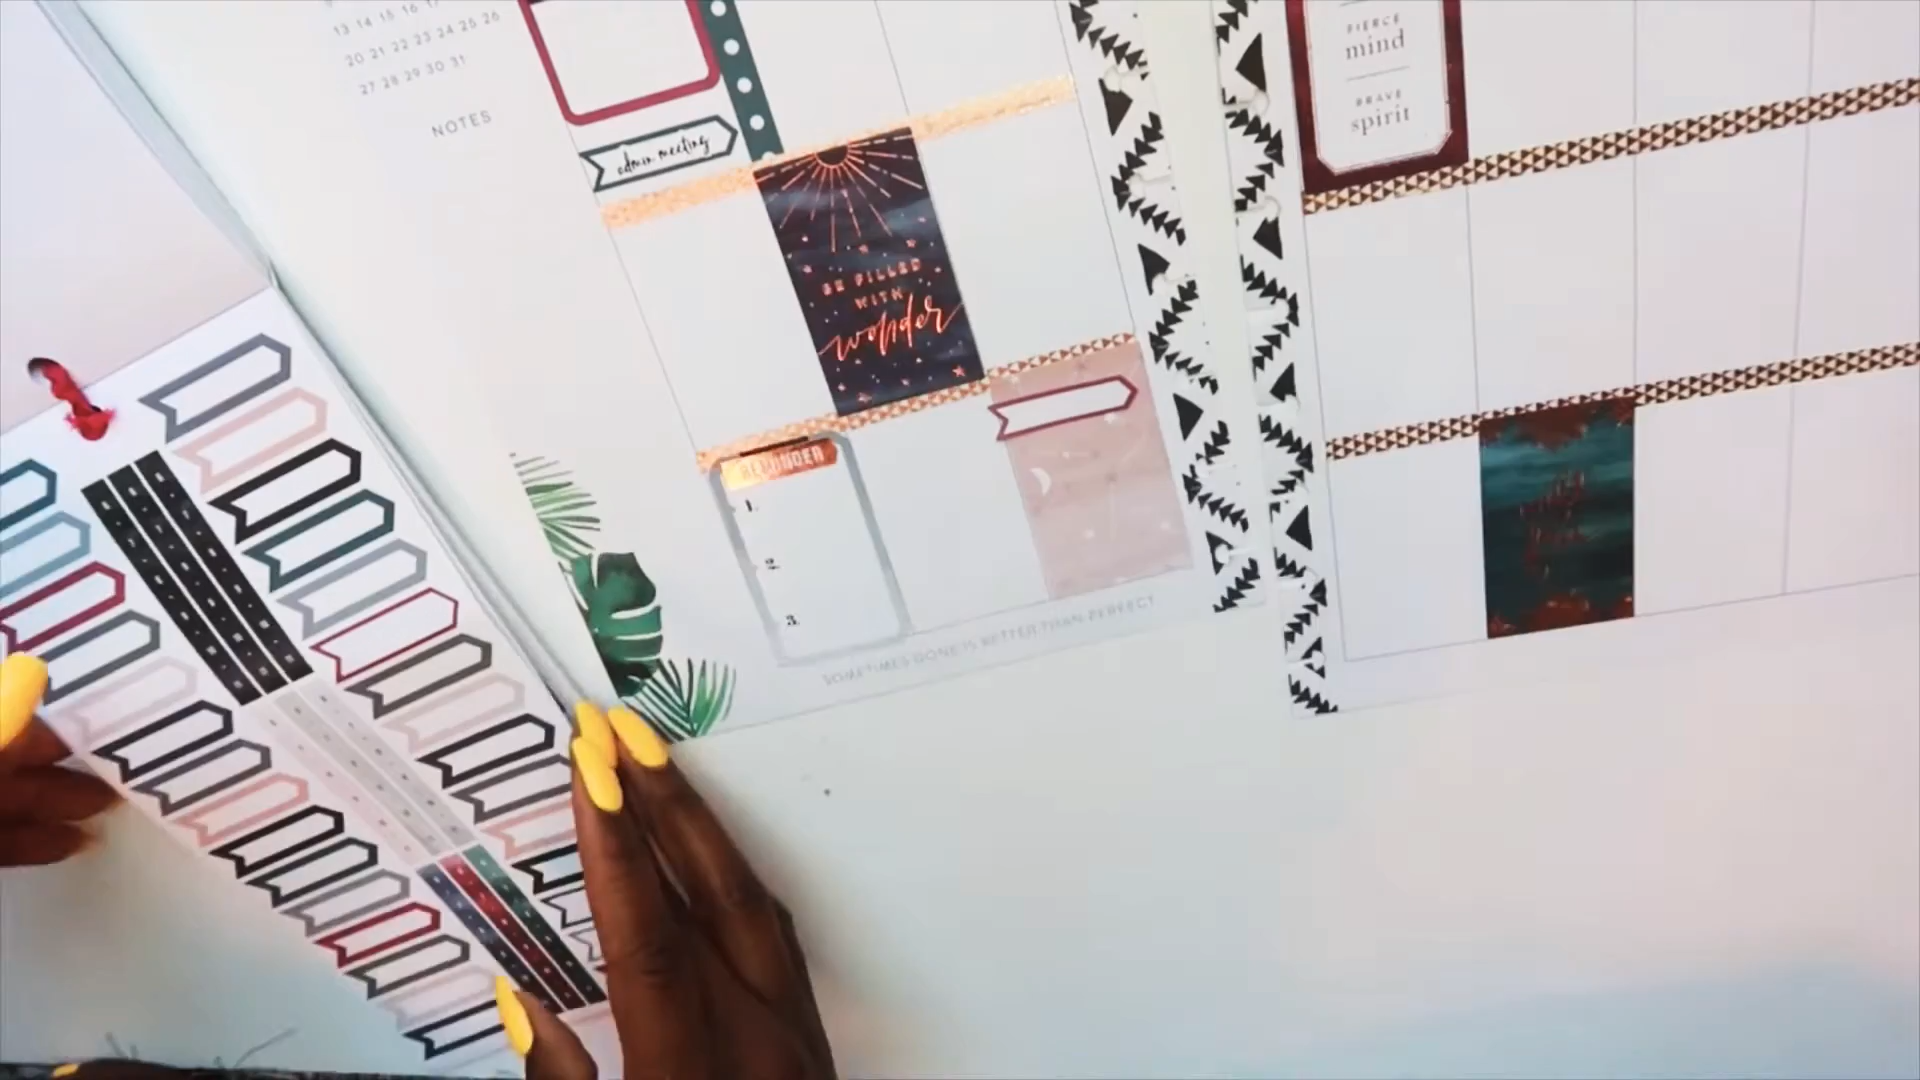 13 14 15 16 17
20 21 22 23 24 25 26
27 28 29 30 31
NOTES
admin meeting
BE FILLED
WITH
wonder
REMINDER
1.
2.
3.
SOMETIMES DONE IS BETTER THAN PERFECT
FIERCE
mind
BRAVE
spirit